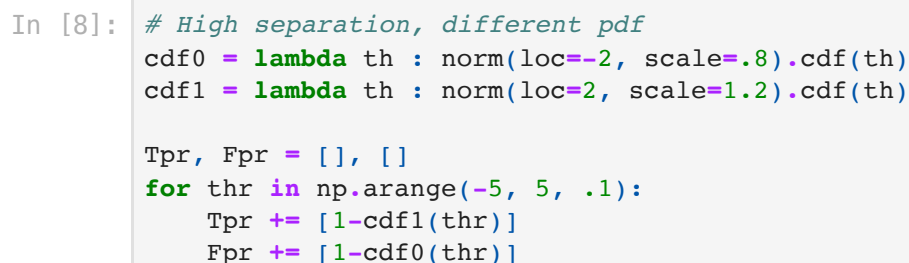 In [8]: # High separation, different pdf
cdf0 = lambda th : norm(loc=-2, scale=.8).cdf(th)
cdf1 = lambda th : norm(loc=2, scale=1.2).cdf(th)

Tpr, Fpr = [], []
for thr in np.arange(-5, 5, .1):
    Tpr += [1-cdf1(thr)]
    Fpr += [1-cdf0(thr)]